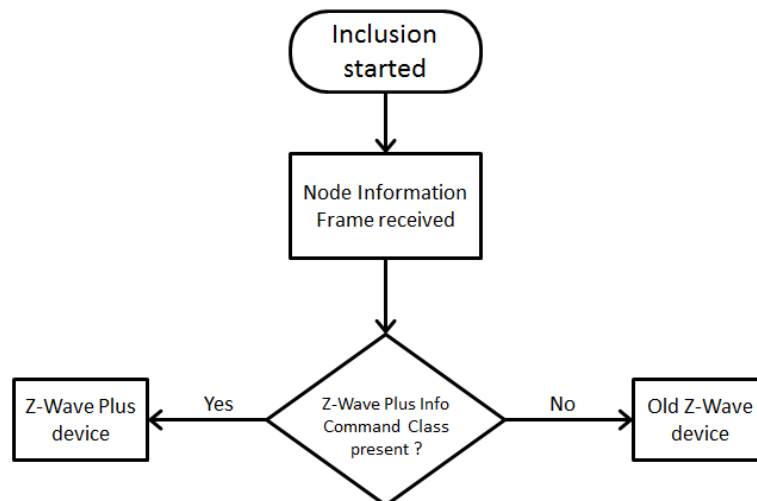 Inclusion
started
Node Information
Frame received
Z-Wave Plus Info
Command Class
present ?
Yes
No
Z-Wave Plus
device
Old Z-Wave
device